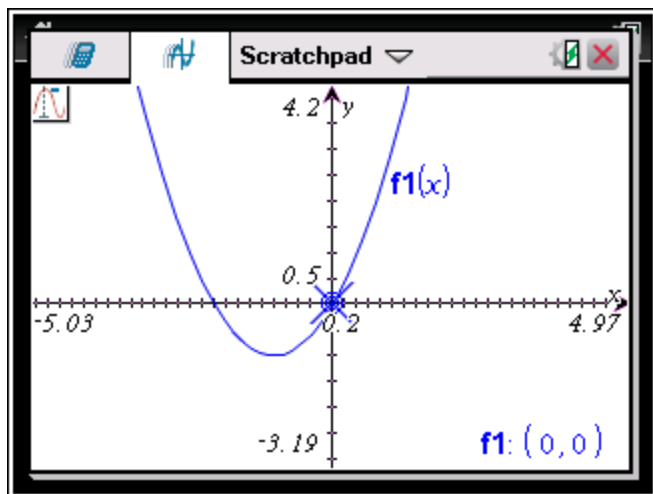 Scratchpad
4.2 y
f1(x)
0.5
x
-5.03 0.2 4.97
-3.19
f1: (0,0)